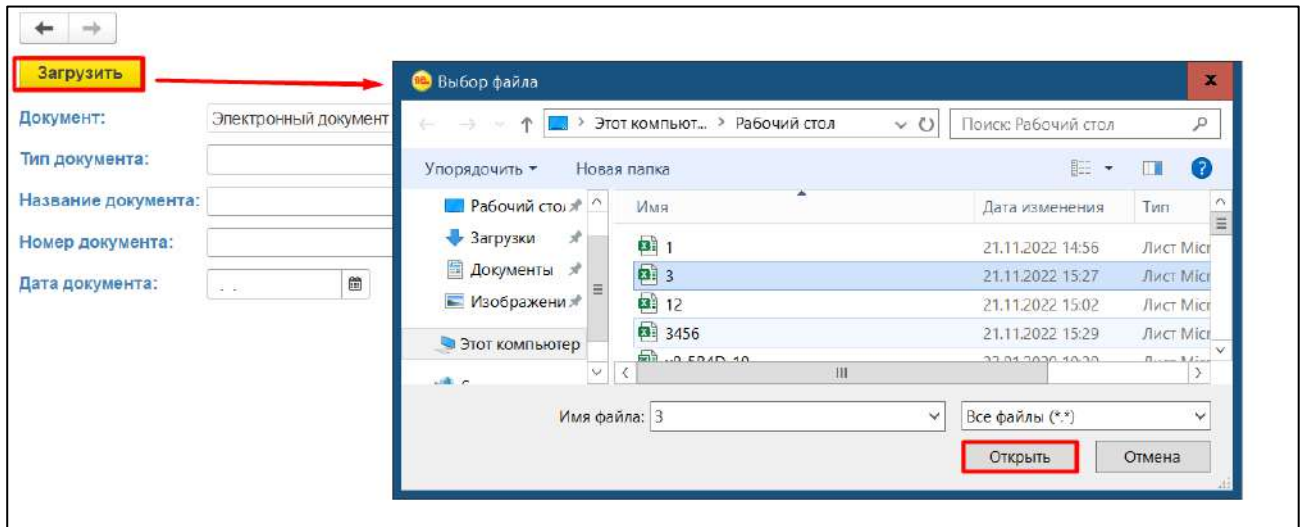 Загрузить
Документ: Электронный документ
Тип документа:
Название документа:
Номер документа:
Дата документа: . .
Выбор файла
Этот компьют... > Рабочий стол
Поиск: Рабочий стол
Упорядочить Новая папка
Рабочий стол
Загрузки
Документы
Изображени
Этот компьютер
Имя Дата изменения Тип
1 21.11.2022 14:56 Лист Micr
3 21.11.2022 15:27 Лист Micr
12 21.11.2022 15:02 Лист Micr
3456 21.11.2022 15:29 Лист Micr
Имя файла: 3 Все файлы (*.*)
Открыть Отмена